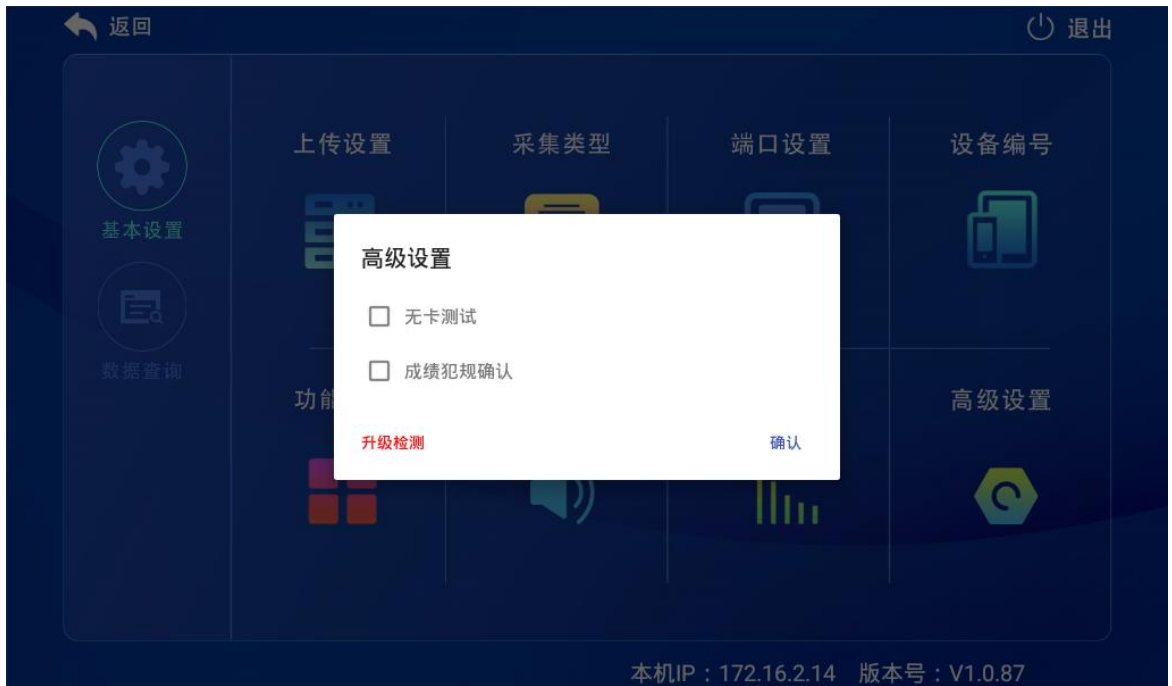 返回
退出
上传设置
采集类型
端口设置
设备编号
基本设置
高级设置
无卡测试
成绩犯规确认
数据查询
功能
高级设置
升级检测
确认
本机IP：172.16.2.14 版本号：V1.0.87